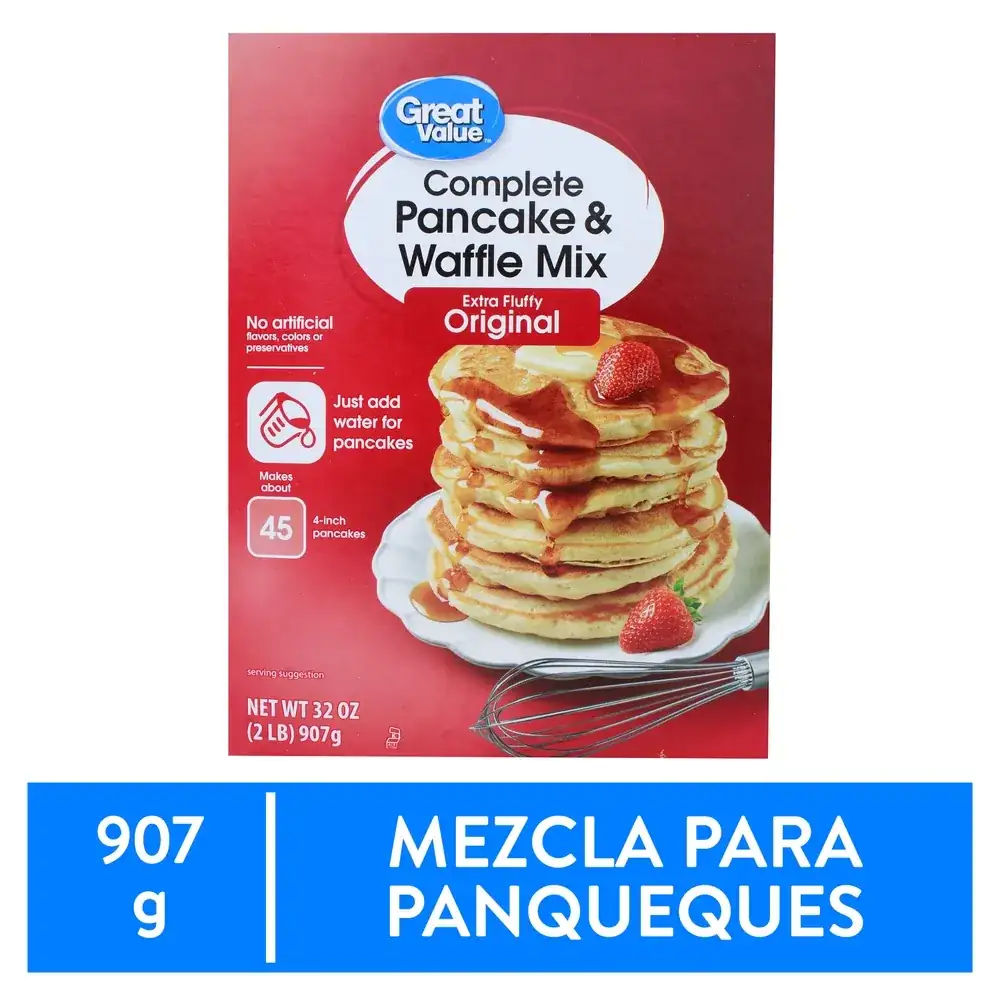 Great
Value™
Complete
Pancake &
Waffle Mix
Extra Fluffy
Original
No artificial
flavors, colors or
preservatives
Just add
water for
pancakes
Makes
about
45
4-inch
pancakes
serving suggestion
NET WT 32 OZ
(2 LB) 907g
907
g
MEZCLA PARA
PANQUEQUES